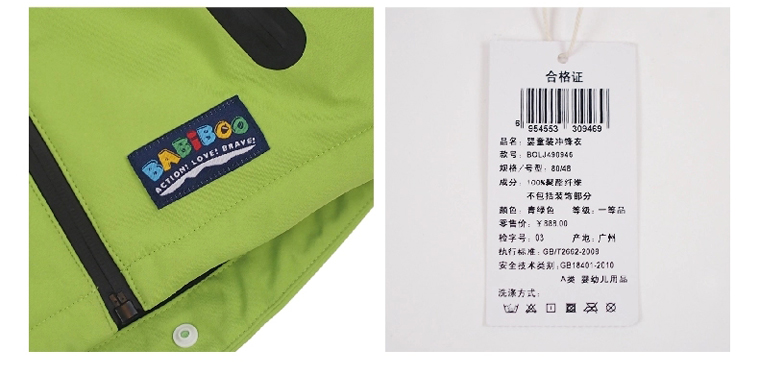 BABiBOO
ACTION! LOVE! BRAVE!
合格证
6 954553 309469
品名：婴童装冲锋衣
款号：BOLJ490946
规格/号型：80/48
成分：100%聚酯纤维
不包括装饰部分
颜色：青绿色 等级：一等品
零售价：￥888.00
检字号：03 产地：广州
执行标准：GB/T2662-2008
安全技术类别：GB18401-2010
A类 婴幼儿用品
洗涤方式：